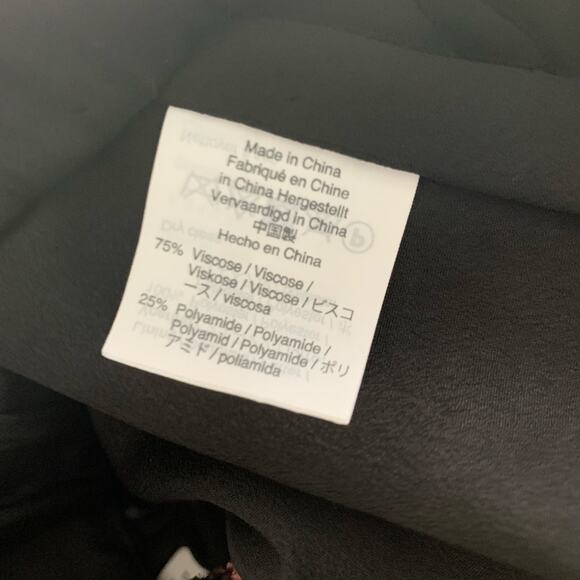 Made in China
Fabriqué en Chine
in China Hergestellt
Vervaardigd in China
中国製
Hecho en China
75% Viscose / Viscose /
Viskose / Viscose / ビスコ
ース / viscosa
25% Polyamide / Polyamide /
Polyamid / Polyamide / ポリ
アミド / poliamida